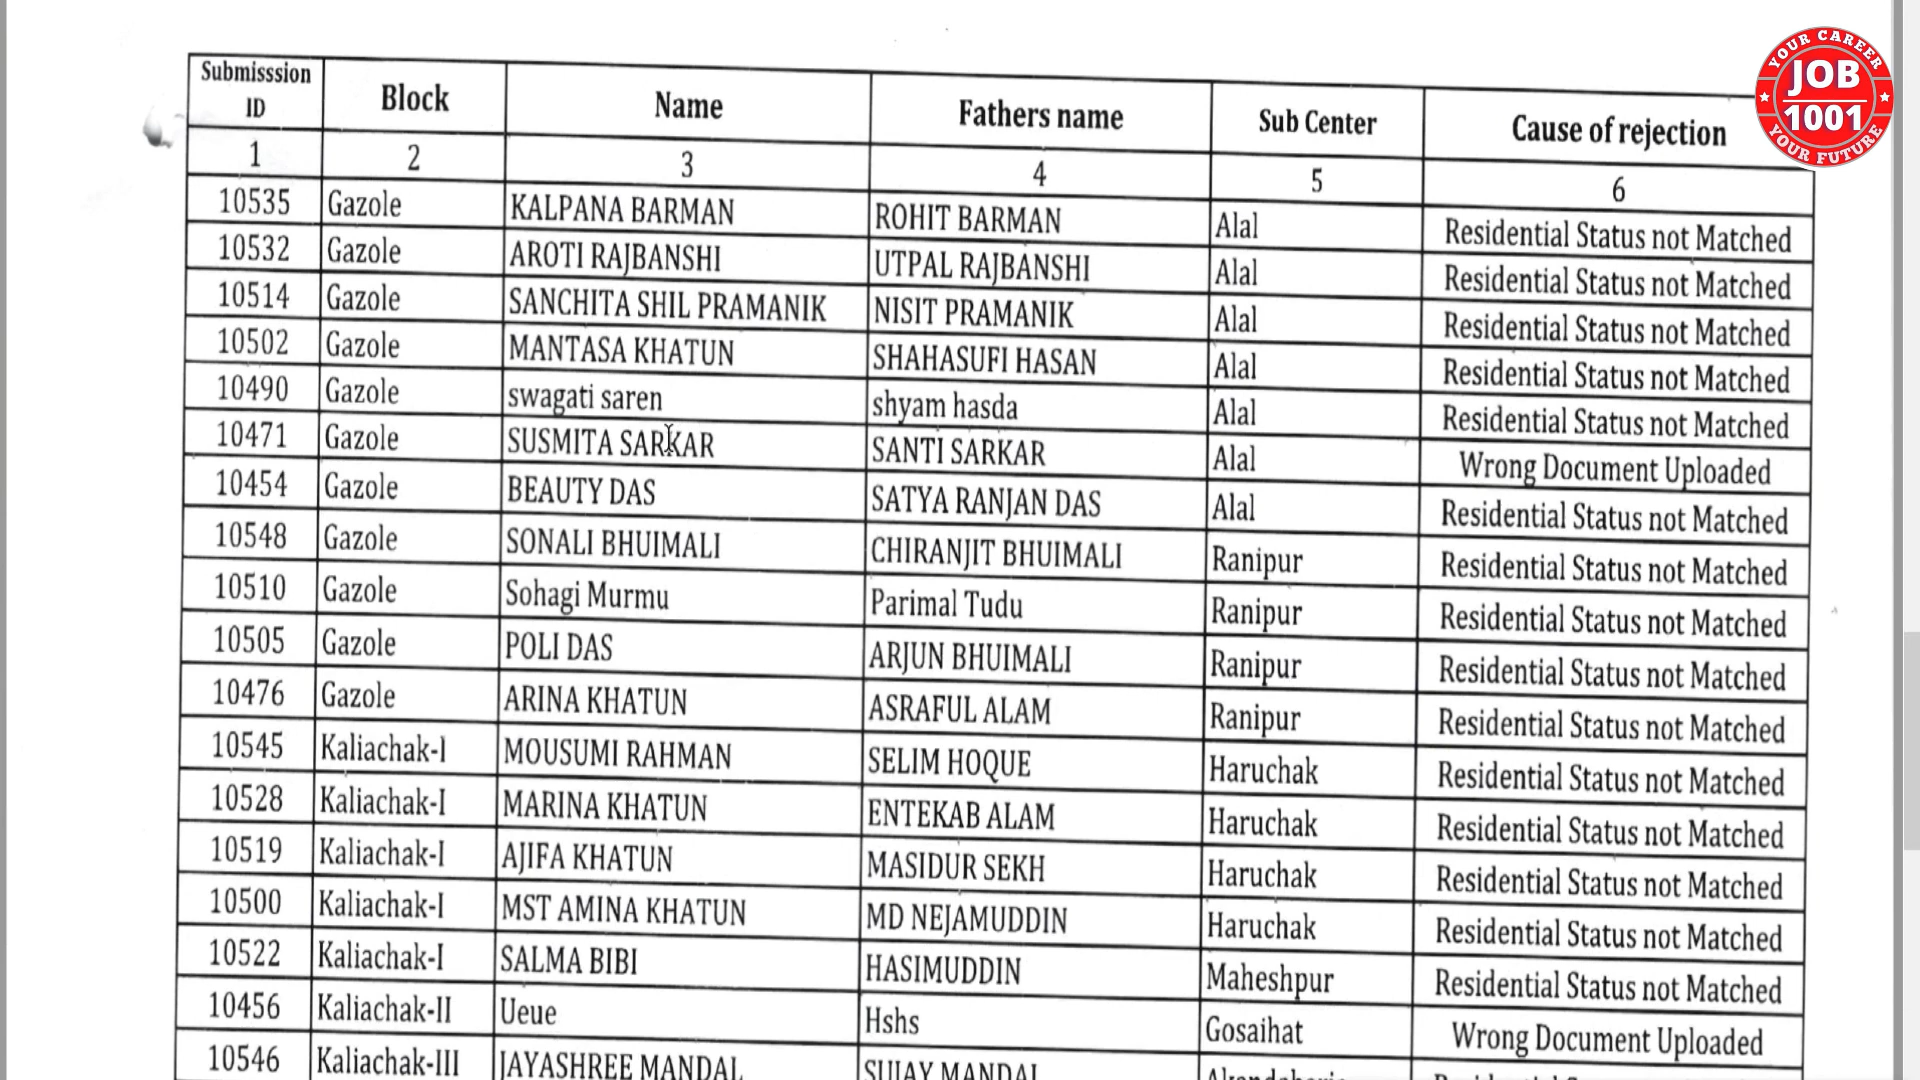 Submisssion ID Block Name Fathers name Sub Center Cause of rejection
1 2 3 4 5 6
10535 Gazole KALPANA BARMAN ROHIT BARMAN Alal Residential Status not Matched
10532 Gazole AROTI RAJBANSHI UTPAL RAJBANSHI Alal Residential Status not Matched
10514 Gazole SANCHITA SHIL PRAMANIK NISIT PRAMANIK Alal Residential Status not Matched
10502 Gazole MANTASA KHATUN SHAHASUFI HASAN Alal Residential Status not Matched
10490 Gazole swagati saren shyam hasda Alal Residential Status not Matched
10471 Gazole SUSMITA SARKAR SANTI SARKAR Alal Wrong Document Uploaded
10454 Gazole BEAUTY DAS SATYA RANJAN DAS Alal Residential Status not Matched
10548 Gazole SONALI BHUIMALI CHIRANJIT BHUIMALI Ranipur Residential Status not Matched
10510 Gazole Sohagi Murmu Parimal Tudu Ranipur Residential Status not Matched
10505 Gazole POLI DAS ARJUN BHUIMALI Ranipur Residential Status not Matched
10476 Gazole ARINA KHATUN ASRAFUL ALAM Ranipur Residential Status not Matched
10545 Kaliachak-I MOUSUMI RAHMAN SELIM HOQUE Haruchak Residential Status not Matched
10528 Kaliachak-I MARINA KHATUN ENTEKAB ALAM Haruchak Residential Status not Matched
10519 Kaliachak-I AJIFA KHATUN MASIDUR SEKH Haruchak Residential Status not Matched
10500 Kaliachak-I MST AMINA KHATUN MD NEJAMUDDIN Haruchak Residential Status not Matched
10522 Kaliachak-I SALMA BIBI HASIMUDDIN Maheshpur Residential Status not Matched
10456 Kaliachak-II Ueue Hshs Gosaihat Wrong Document Uploaded
10546 Kaliachak-III JAYASHREE MANDAL SUJAY MANDAL
YOUR CAREER
JOB
1001
YOUR FUTURE